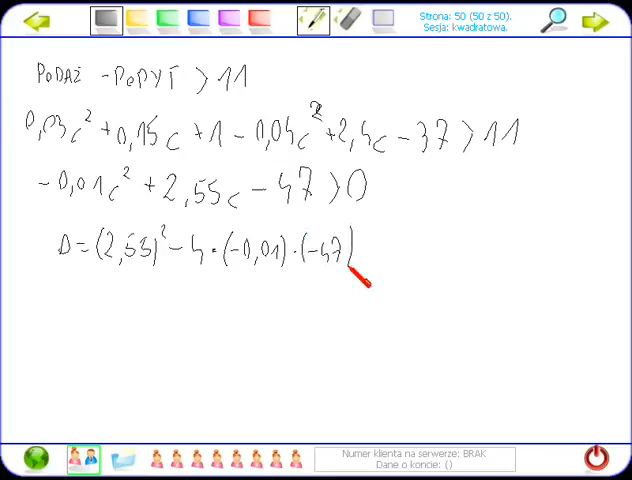 Strona: 50 (50 z 50).
Sesja: kwadratowa.
PODAŻ - POPYT > 11
0,03c² + 0,15c + 1 - 0,04c² + 2,4c - 37 > 11
- 0,01c² + 2,55c - 47 > 0
Δ = (2,55)² - 4 • (-0,01) • (-47)
Numer klienta na serwerze: BRAK
Dane o koncie: ()